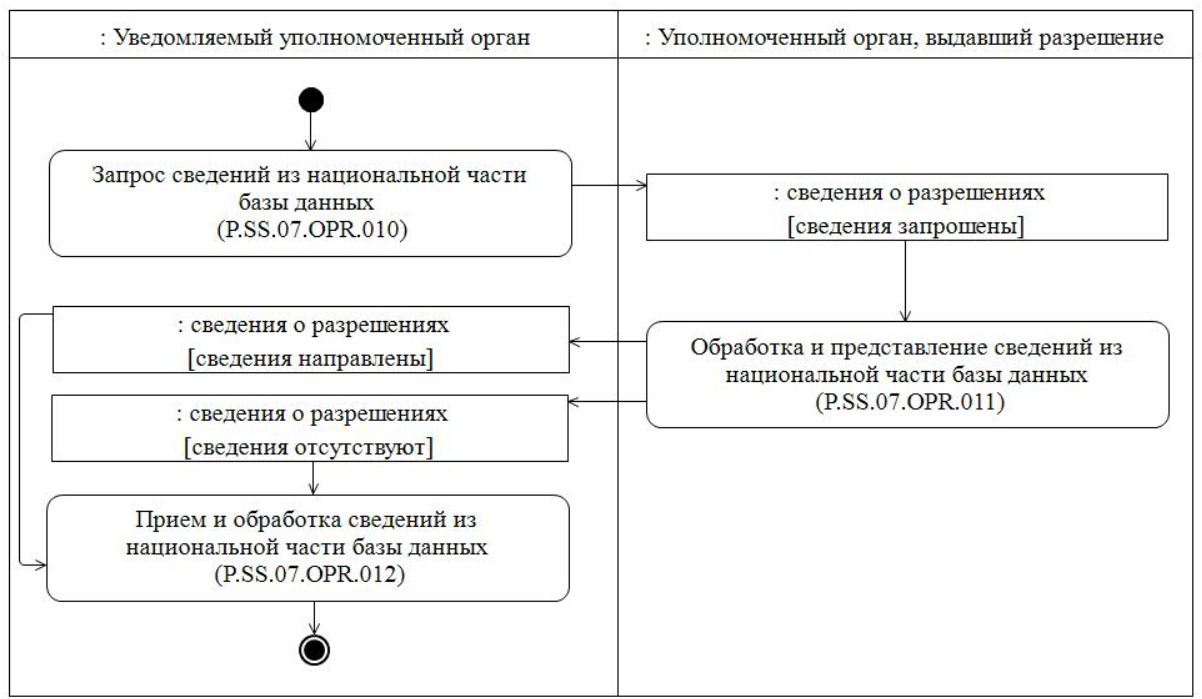 : Уведомляемый уполномоченный орган
: Уполномоченный орган, выдавший разрешение
Запрос сведений из национальной части
базы данных
(P.SS.07.OPR.010)
: сведения о разрешениях
[сведения запрошены]
: сведения о разрешениях
[сведения направлены]
Обработка и представление сведений из
национальной части базы данных
(P.SS.07.OPR.011)
: сведения о разрешениях
[сведения отсутствуют]
Прием и обработка сведений из
национальной части базы данных
(P.SS.07.OPR.012)